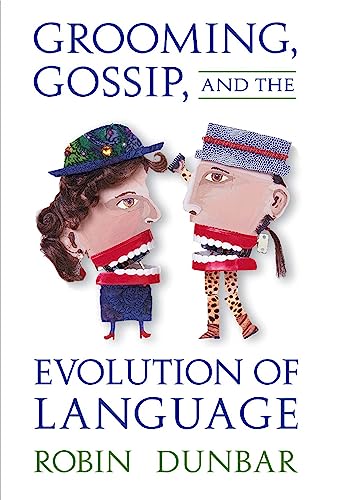 GROOMING,
GOSSIP, AND THE
EVOLUTION OF
LANGUAGE
ROBIN DUNBAR